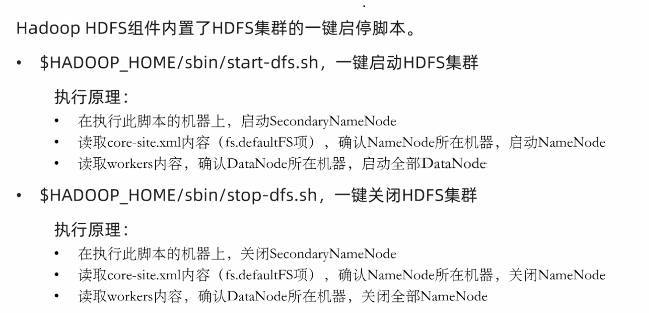 Hadoop HDFS组件内置了HDFS集群的一键启停脚本。
• $HADOOP_HOME/sbin/start-dfs.sh，一键启动HDFS集群
执行原理：
• 在执行此脚本的机器上，启动SecondaryNameNode
• 读取core-site.xml内容（fs.defaultFS项），确认NameNode所在机器，启动NameNode
• 读取workers内容，确认DataNode所在机器，启动全部DataNode
• $HADOOP_HOME/sbin/stop-dfs.sh，一键关闭HDFS集群
执行原理：
• 在执行此脚本的机器上，关闭SecondaryNameNode
• 读取core-site.xml内容（fs.defaultFS项），确认NameNode所在机器，关闭NameNode
• 读取workers内容，确认DataNode所在机器，关闭全部NameNode